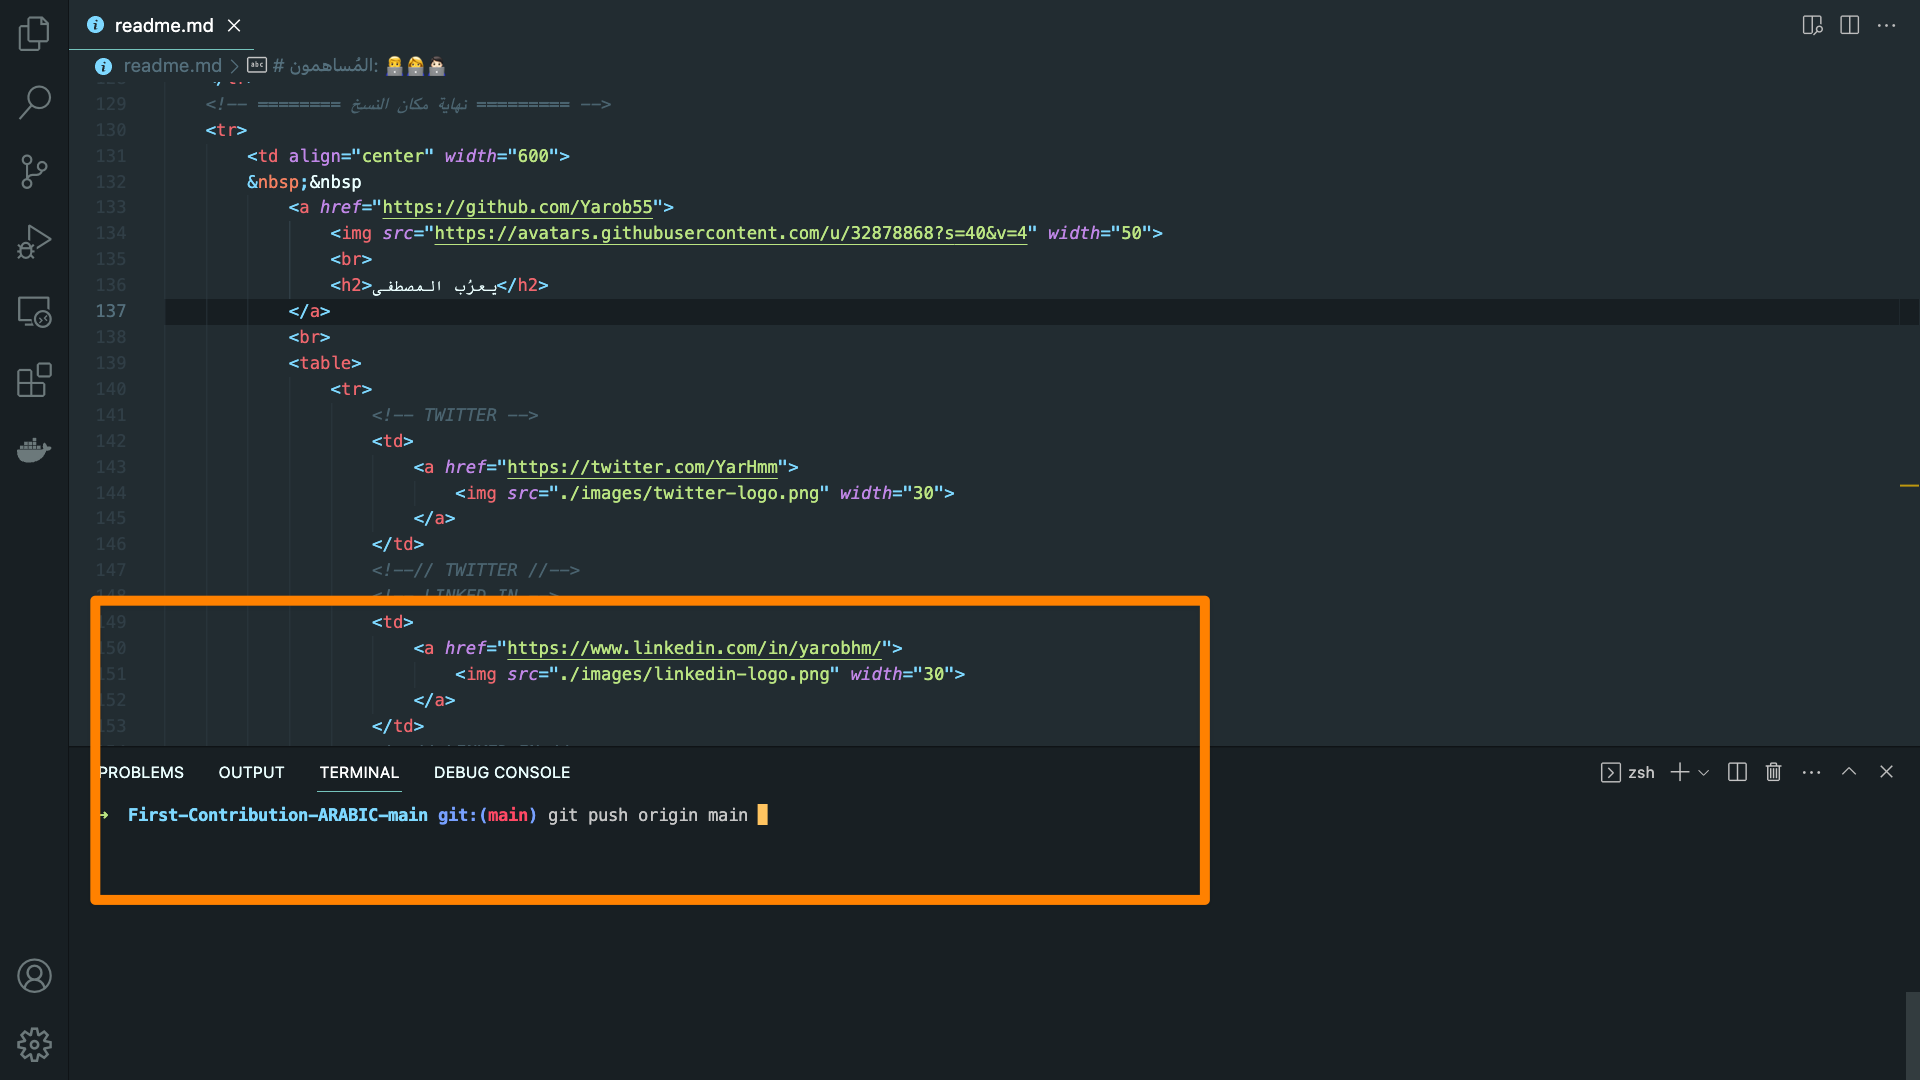 readme.md
readme.md > # المُساهمون:
129 <!-- ======== نهاية مكان النسخ ========= -->
130 <tr>
131 <td align="center" width="600">
132 &nbsp;&nbsp
133 <a href="https://github.com/Yarob55">
134 <img src="https://avatars.githubusercontent.com/u/32878868?s=40&v=4" width="50">
135 <br>
136 <h2>يعرُب المصطفى</h2>
137 </a>
138 <br>
139 <table>
140 <tr>
141 <!-- TWITTER -->
142 <td>
143 <a href="https://twitter.com/YarHmm">
144 <img src="./images/twitter-logo.png" width="30">
145 </a>
146 </td>
147 <!--// TWITTER //-->
149 <td>
150 <a href="https://www.linkedin.com/in/yarobhm/">
151 <img src="./images/linkedin-logo.png" width="30">
152 </a>
153 </td>
PROBLEMS OUTPUT TERMINAL DEBUG CONSOLE zsh
➜ First-Contribution-ARABIC-main git:(main) git push origin main